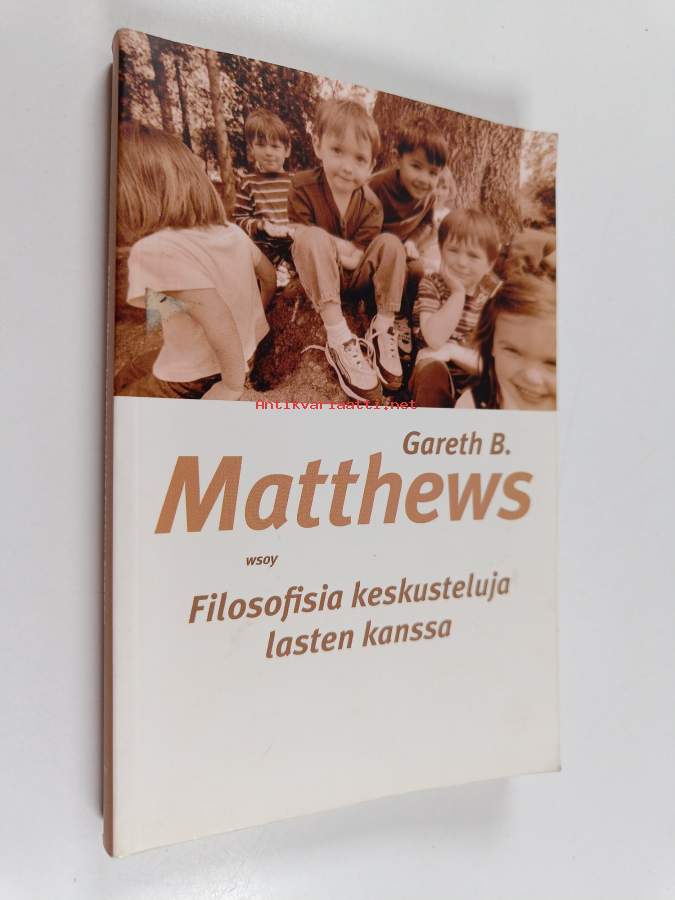 Antikvariaatti.net
Gareth B.
Matthews
wsoy
Filosofisia keskusteluja
lasten kanssa